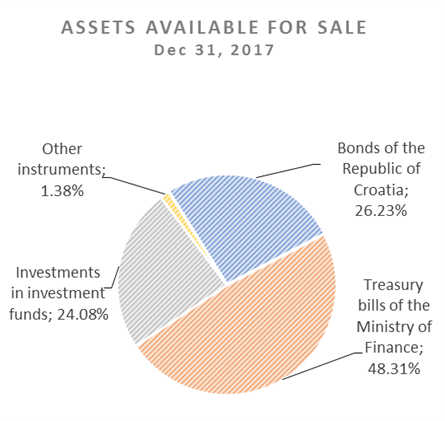 ASSETS AVAILABLE FOR SALE
Dec 31, 2017
Other
instruments;
1.38%
Bonds of the
Republic of
Croatia;
26.23%
Investments
in investment
funds; 24.08%
Treasury
bills of the
Ministry of
Finance;
48.31%